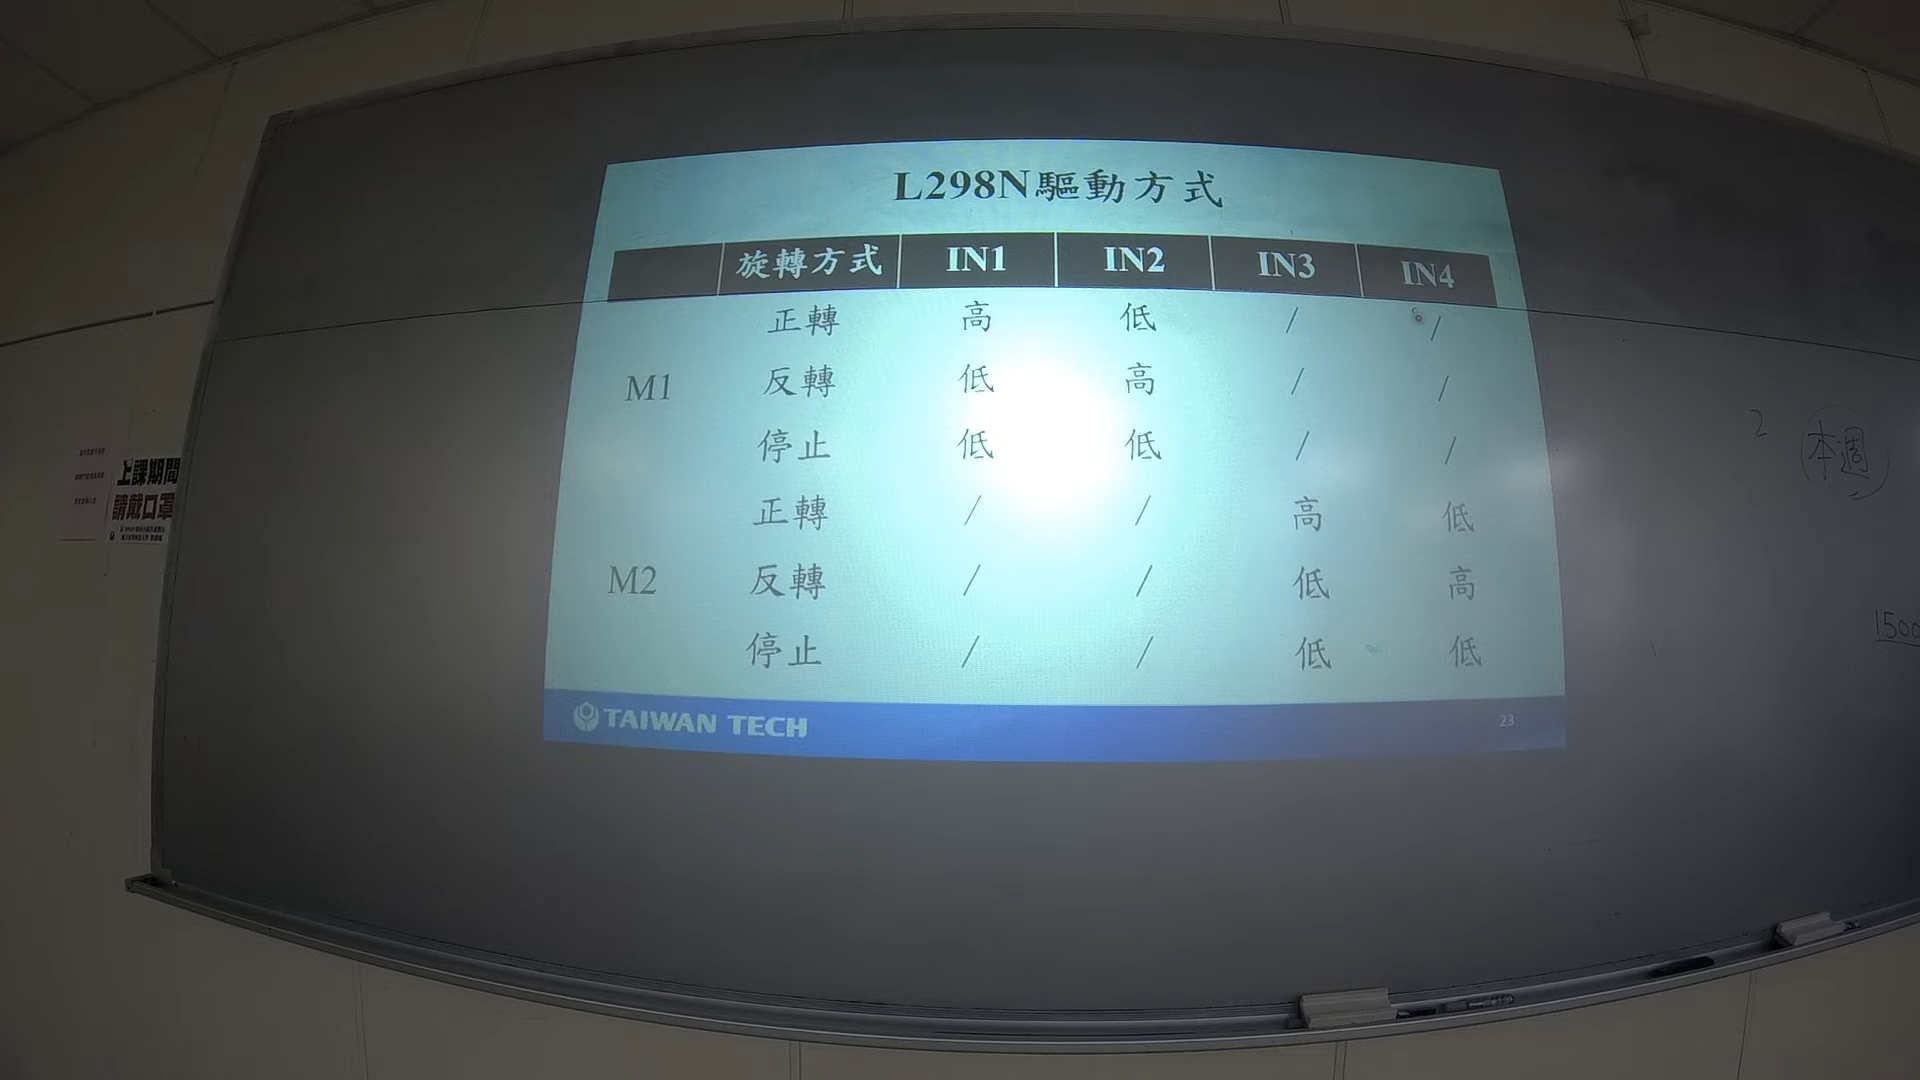 L298N驅動方式
旋轉方式 IN1 IN2 IN3 IN4
正轉 高 低 / /
M1 反轉 低 高 / /
停止 低 低 / /
正轉 / / 高 低
M2 反轉 / / 低 高
停止 / / 低 低
TAIWAN TECH 23
上課期間
請戴口罩
2 本週
1500